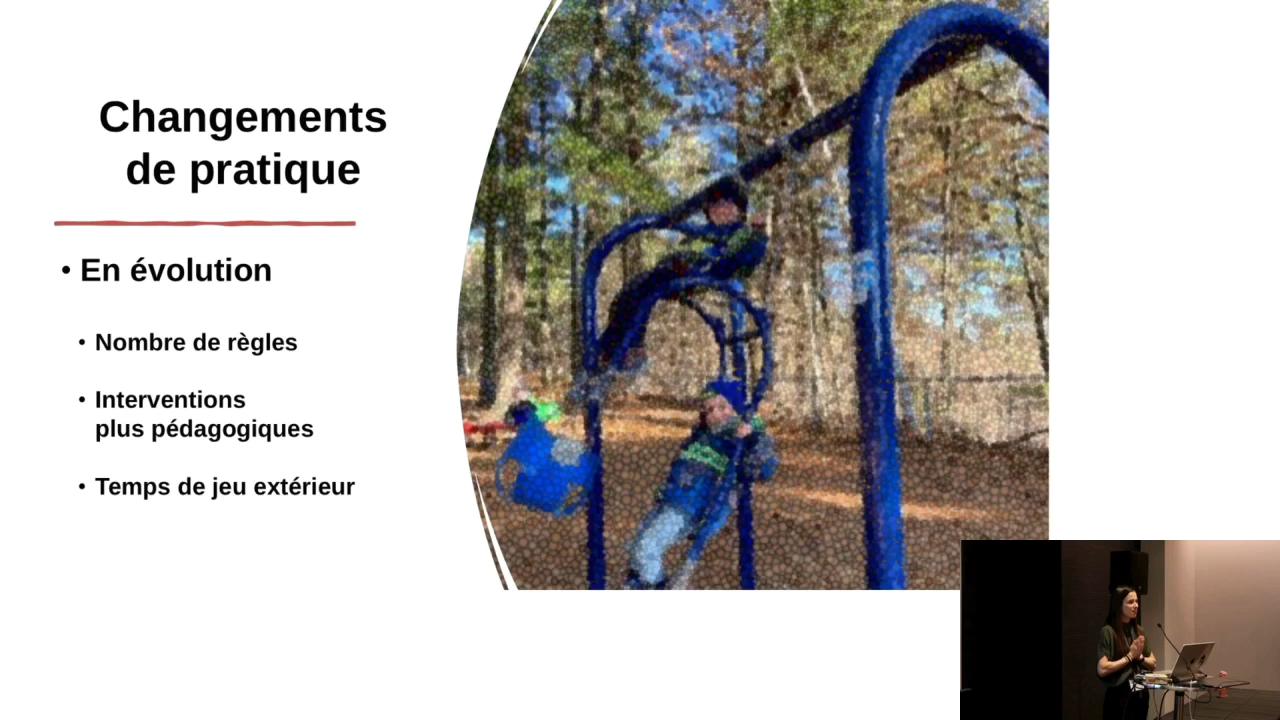 Changements
de pratique
• En évolution
• Nombre de règles
• Interventions
plus pédagogiques
• Temps de jeu extérieur